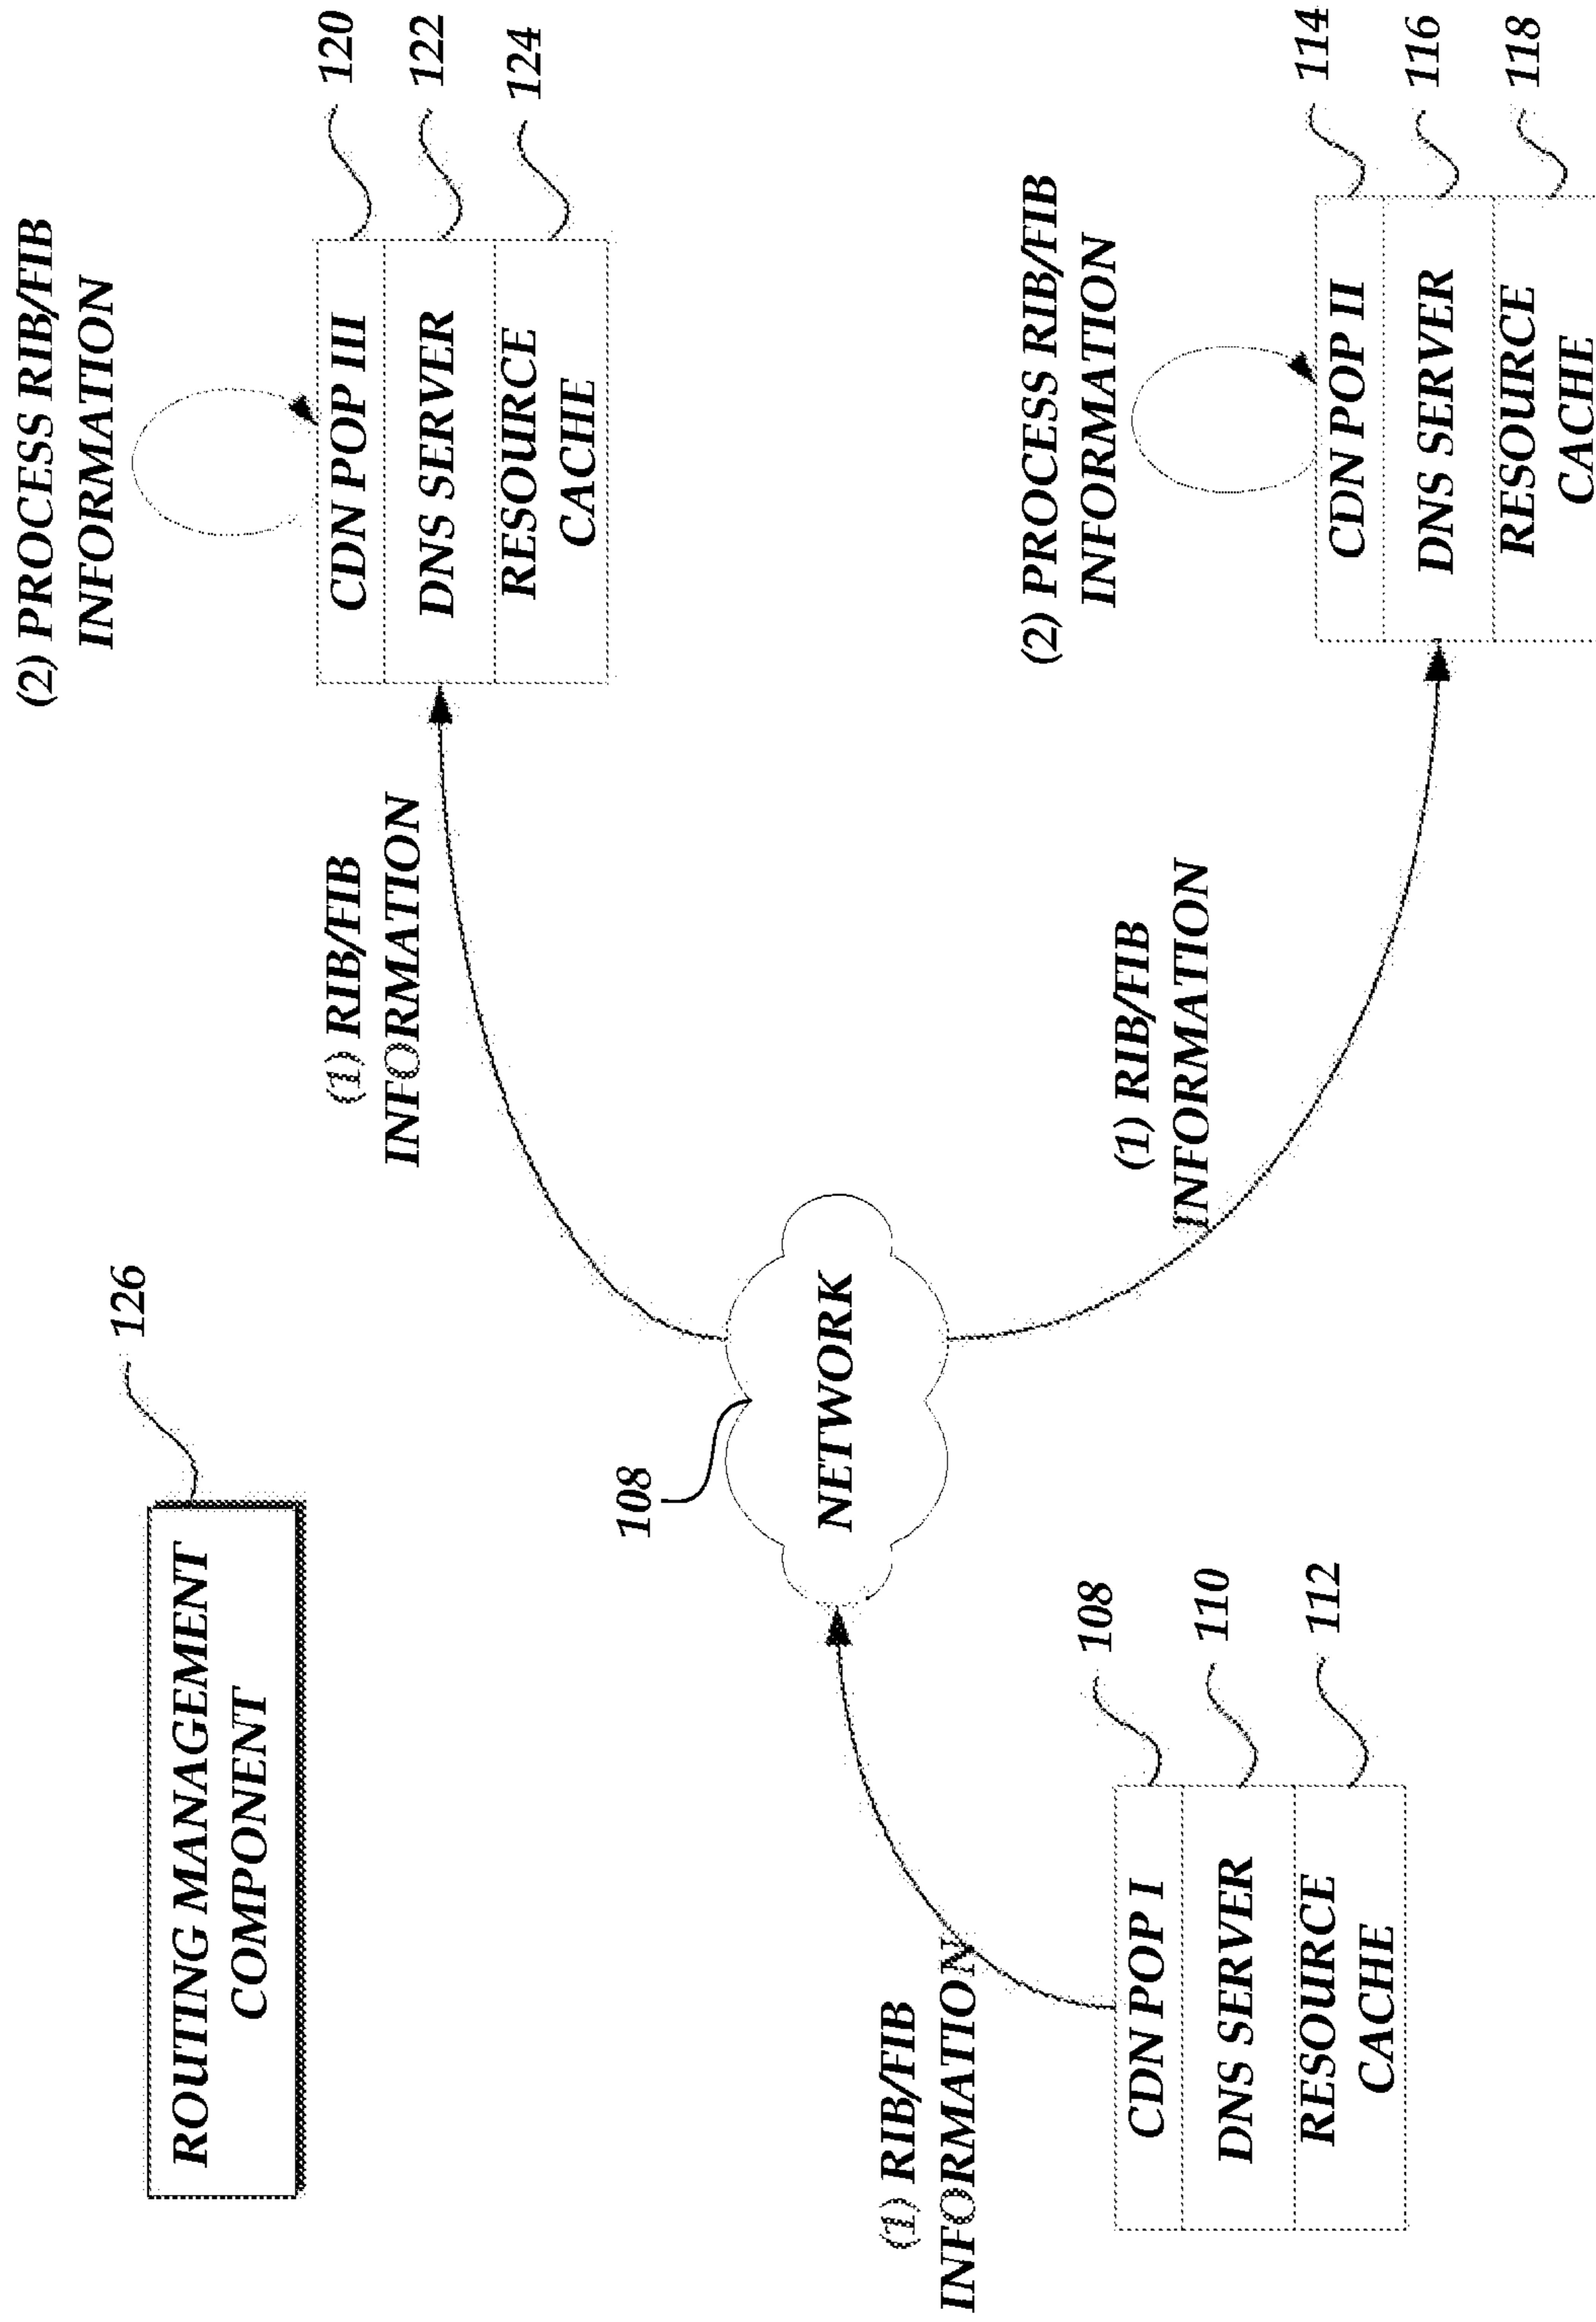 ROUTING MANAGEMENT
COMPONENT
126
(2) PROCESS RIB/FIB
INFORMATION
CDN POP III
DNS SERVER
RESOURCE
CACHE
120
122
124
(1) RIB/FIB
INFORMATION
108
NETWORK
(1) RIB/FIB
INFORMATION
CDN POP I
DNS SERVER
RESOURCE
CACHE
108
110
112
(1) RIB/FIB
INFORMATION
(2) PROCESS RIB/FIB
INFORMATION
CDN POP II
DNS SERVER
RESOURCE
CACHE
114
116
118